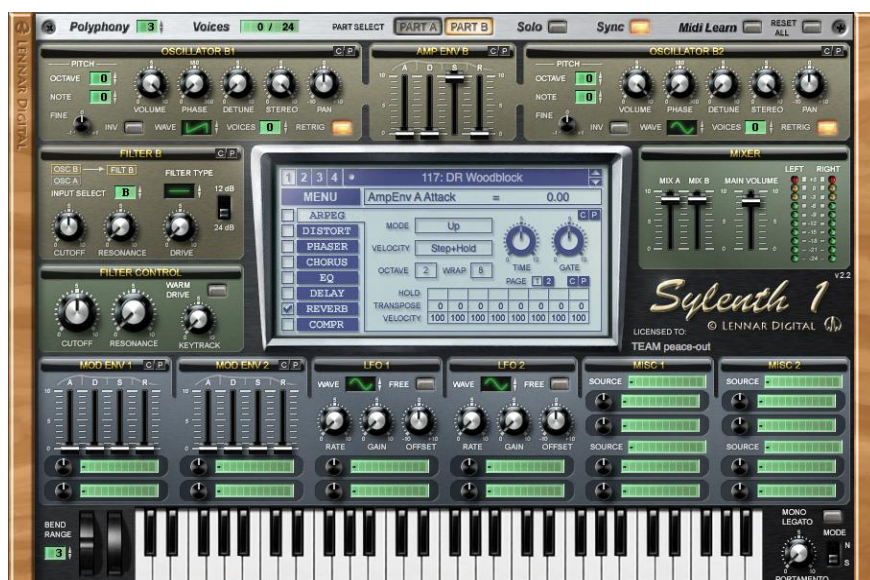 Polyphony 3 Voices 0 / 24 PART SELECT PART A PART B Solo Sync Midi Learn RESET ALL
LENNAR DIGITAL
OSCILLATOR B1 C P
PITCH
OCTAVE 0
NOTE 0
FINE
VOLUME PHASE DETUNE STEREO PAN
INV WAVE VOICES 0 RETRIG
AMP ENV B C P
A D S R
OSCILLATOR B2 C P
PITCH
OCTAVE 0
NOTE 0
FINE
VOLUME PHASE DETUNE STEREO PAN
INV WAVE VOICES 0 RETRIG
FILTER B C P
OSC B FILT B
OSC A
INPUT SELECT B
FILTER TYPE
12 dB
24 dB
CUTOFF RESONANCE DRIVE
FILTER CONTROL
WARM DRIVE
CUTOFF RESONANCE KEYTRACK
1 2 3 4 117: DR Woodblock
MENU AmpEnv A Attack = 0.00
ARPEG
DISTORT
PHASER
CHORUS
EQ
DELAY
REVERB
COMPR
C P
MODE Up
VELOCITY Step+Hold
OCTAVE 2 WRAP 8
TIME GATE
PAGE 1 2 C P
HOLD
TRANSPOSE 0 0 0 0 0 0 0 0
VELOCITY 100 100 100 100 100 100 100 100
MIXER
MIX A MIX B MAIN VOLUME
LEFT RIGHT
v2.2
Sylenth 1
© LENNAR DIGITAL
LICENSED TO:
TEAM peace-out
MOD ENV 1 C P
A D S R
MOD ENV 2 C P
A D S R
LFO 1
WAVE FREE
RATE GAIN OFFSET
LFO 2
WAVE FREE
RATE GAIN OFFSET
MISC 1
SOURCE
SOURCE
MISC 2
SOURCE
SOURCE
BEND RANGE
3
MONO LEGATO
MODE
N
S
PORTAMENTO